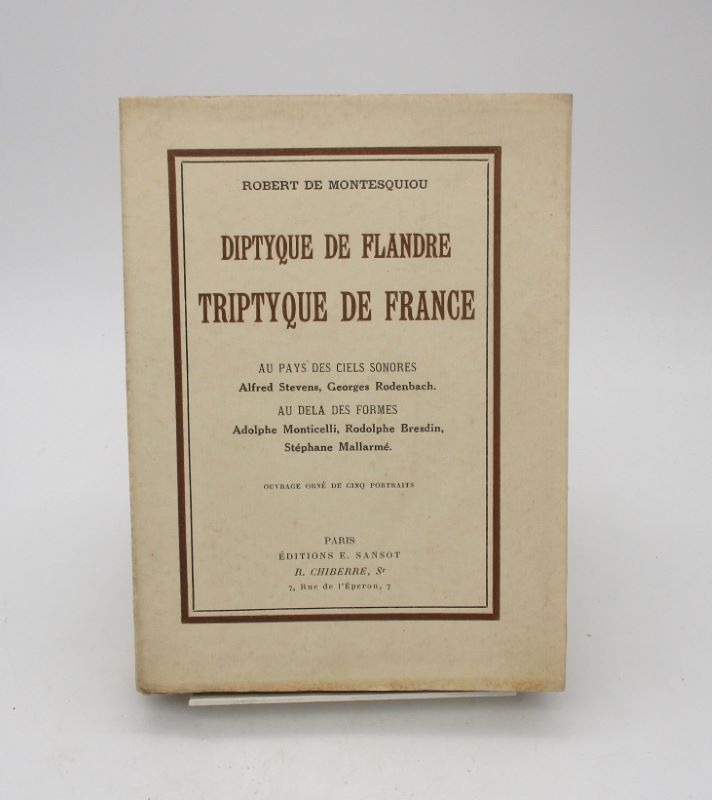 ROBERT DE MONTESQUIOU
DIPTYQUE DE FLANDRE
TRIPTYQUE DE FRANCE
AU PAYS DES CIELS SONORES
Alfred Stevens, Georges Rodenbach.
AU DELA DES FORMES
Adolphe Monticelli, Rodolphe Bresdin,
Stéphane Mallarmé.
OUVRAGE ORNÉ DE CINQ PORTRAITS
PARIS
ÉDITIONS E. SANSOT
R. CHIBERRE, Sr
7, Rue de l'Éperon, 7